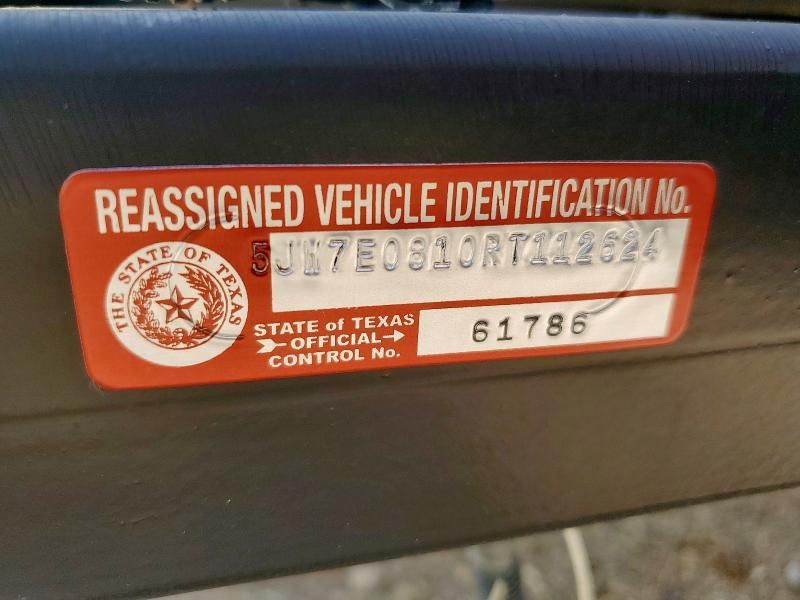 REASSIGNED VEHICLE IDENTIFICATION No.
5JW7E0810RT112624
THE STATE OF TEXAS
STATE of TEXAS
OFFICIAL
CONTROL No.
61786